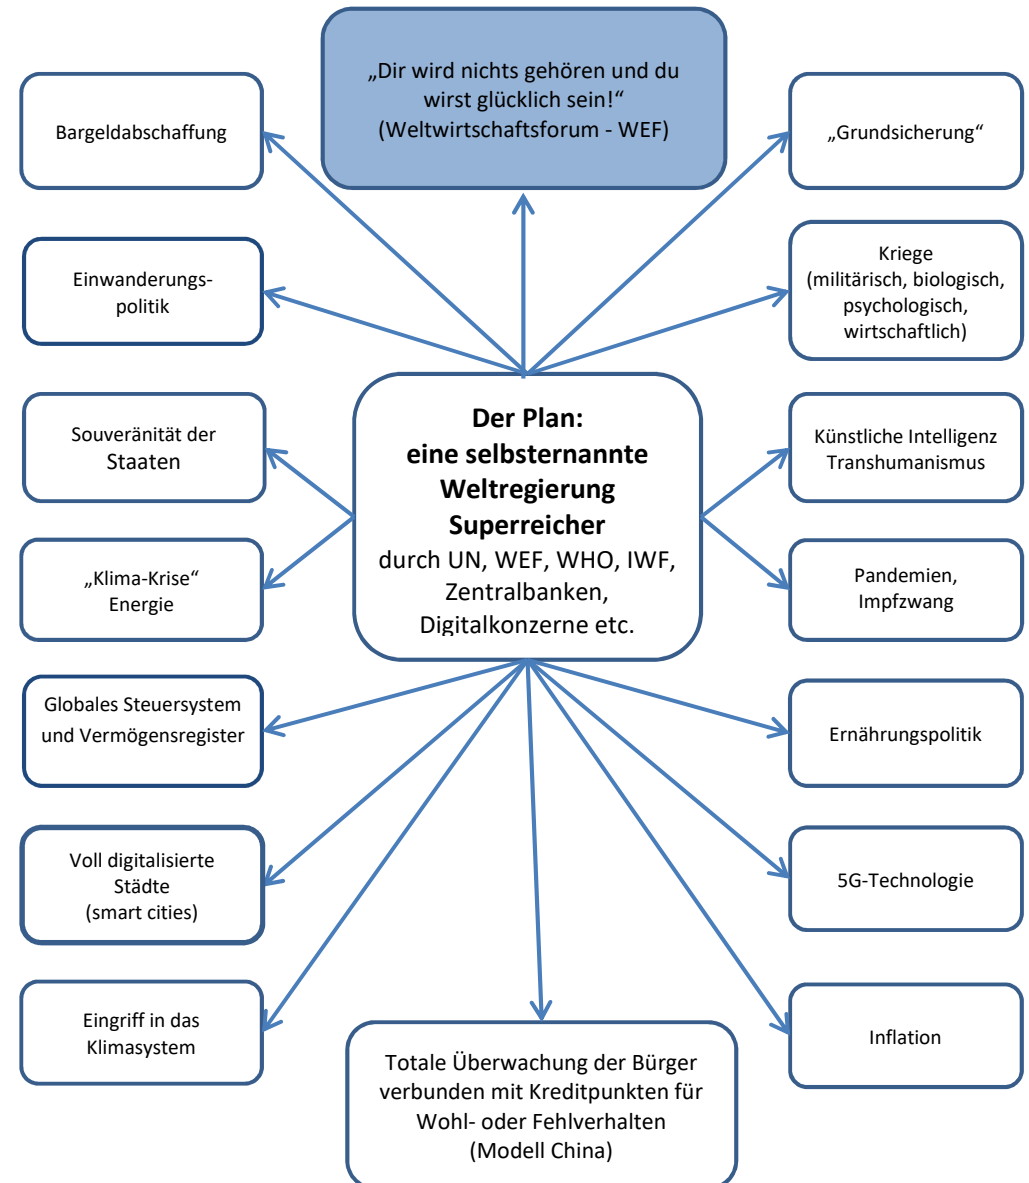 „Dir wird nichts gehören und du
wirst glücklich sein!“
(Weltwirtschaftsforum - WEF)
Bargeldabschaffung
„Grundsicherung“
Einwanderungs-
politik
Kriege
(militärisch, biologisch,
psychologisch,
wirtschaftlich)
Der Plan:
eine selbsternannte
Weltregierung
Superreicher
durch UN, WEF, WHO, IWF,
Zentralbanken,
Digitalkonzerne etc.
Souveränität der
Staaten
Künstliche Intelligenz
Transhumanismus
„Klima-Krise“
Energie
Pandemien,
Impfzwang
Globales Steuersystem
und Vermögensregister
Ernährungspolitik
Voll digitalisierte
Städte
(smart cities)
5G-Technologie
Eingriff in das
Klimasystem
Inflation
Totale Überwachung der Bürger
verbunden mit Kreditpunkten für
Wohl- oder Fehlverhalten
(Modell China)